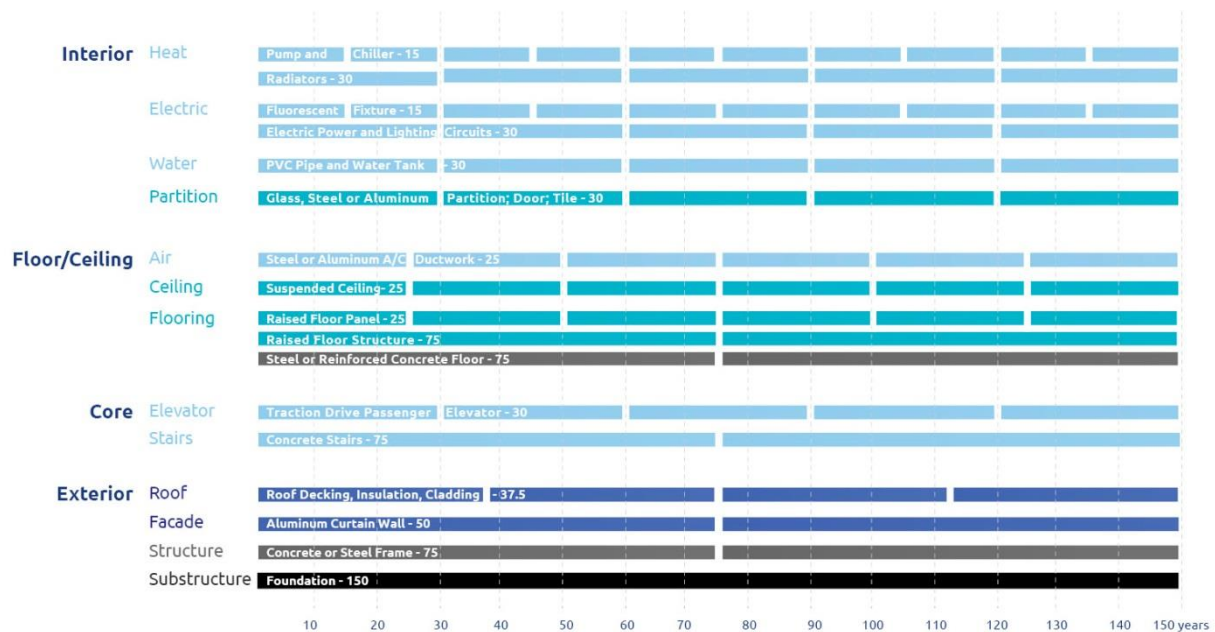 Interior Heat Pump and Chiller - 15
Radiators - 30
Electric Fluorescent Fixture - 15
Electric Power and Lighting Circuits - 30
Water PVC Pipe and Water Tank - 30
Partition Glass, Steel or Aluminum Partition; Door; Tile - 30
Floor/Ceiling Air Steel or Aluminum A/C Ductwork - 25
Ceiling Suspended Ceiling- 25
Flooring Raised Floor Panel - 25
Raised Floor Structure - 75
Steel or Reinforced Concrete Floor - 75
Core Elevator Traction Drive Passenger Elevator - 30
Stairs Concrete Stairs - 75
Exterior Roof Roof Decking, Insulation, Cladding - 37.5
Facade Aluminum Curtain Wall - 50
Structure Concrete or Steel Frame - 75
Substructure Foundation - 150
10 20 30 40 50 60 70 80 90 100 110 120 130 140 150 years